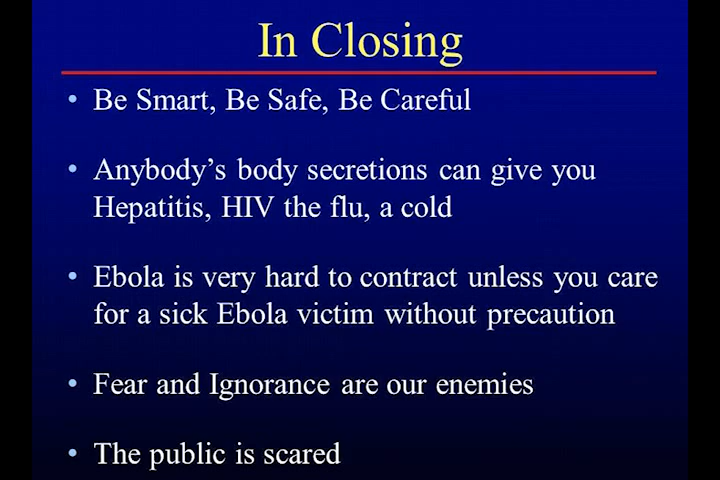 In Closing
• Be Smart, Be Safe, Be Careful
• Anybody's body secretions can give you
Hepatitis, HIV the flu, a cold
• Ebola is very hard to contract unless you care
for a sick Ebola victim without precaution
• Fear and Ignorance are our enemies
• The public is scared